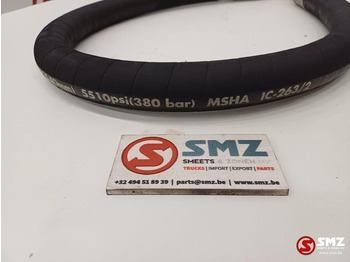 5510psi(380 bar) MSHA IC-263/2
SMZ
SMEETS & ZONEN
TRUCKS | IMPORT | EXPORT | PARTS
+32 494 51 89 39 | parts@smz.be | www.smz.be
SMZ